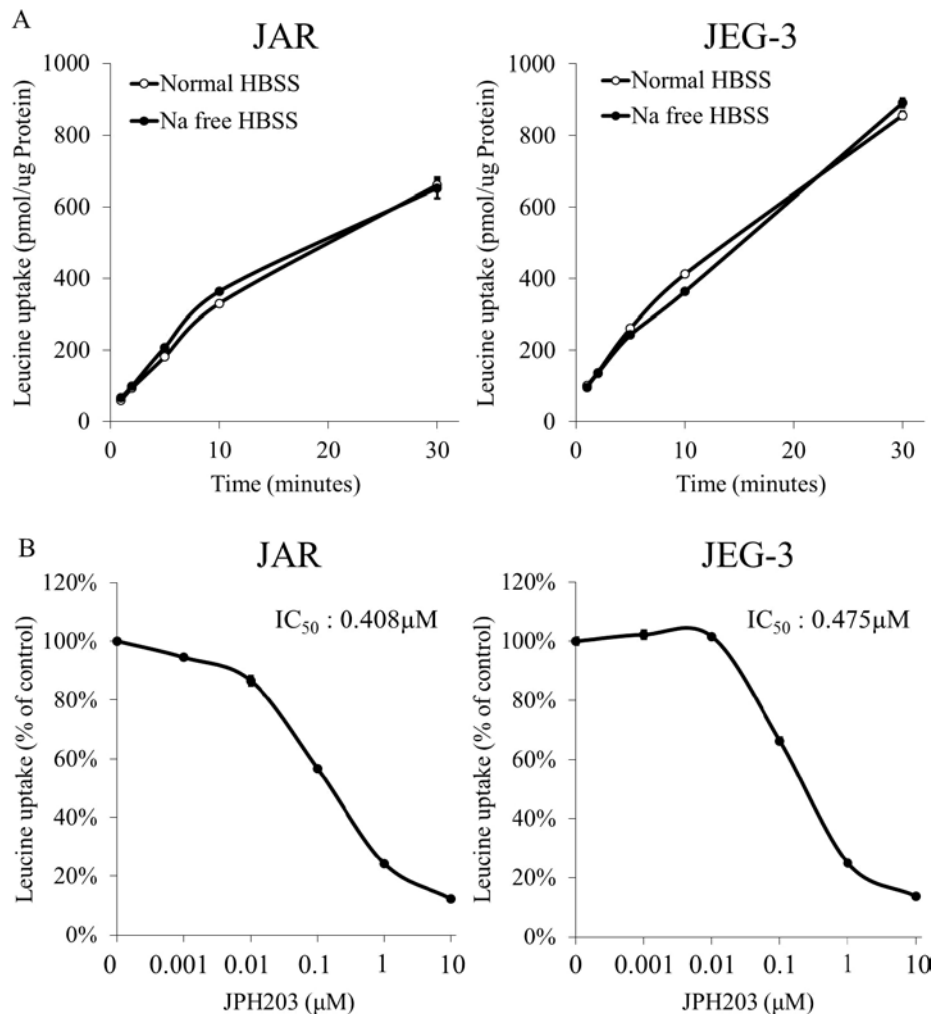 A
JAR
JEG-3
Normal HBSS
Na free HBSS
Leucine uptake (pmol/ug Protein)
1000
800
600
400
200
0
0 10 20 30
Time (minutes)
Normal HBSS
Na free HBSS
Leucine uptake (pmol/ug Protein)
1000
800
600
400
200
0
0 10 20 30
Time (minutes)
B
JAR
JEG-3
IC50 : 0.408µM
Leucine uptake (% of control)
120%
100%
80%
60%
40%
20%
0%
0 0.001 0.01 0.1 1 10
JPH203 (µM)
IC50 : 0.475µM
Leucine uptake (% of control)
120%
100%
80%
60%
40%
20%
0%
0 0.001 0.01 0.1 1 10
JPH203 (µM)